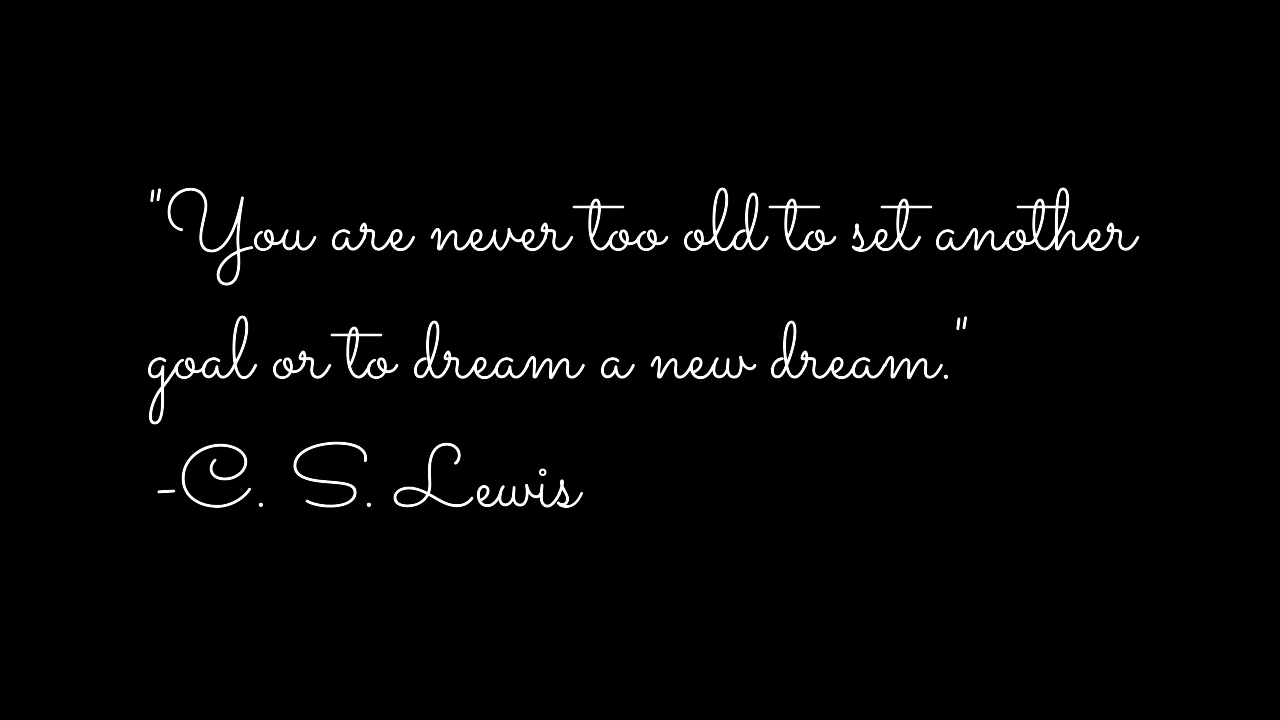 "You are never too old to set another
goal or to dream a new dream."
-C. S. Lewis